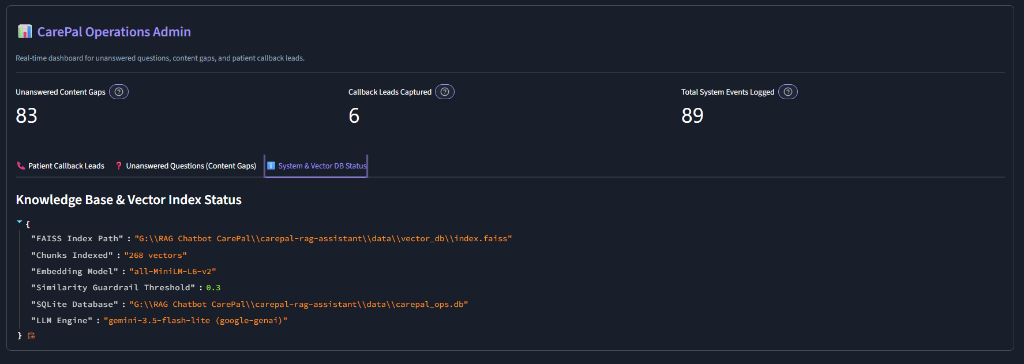 CarePal Operations Admin
Real-time dashboard for unanswered questions, content gaps, and patient callback leads.
Unanswered Content Gaps
Callback Leads Captured
Total System Events Logged
83
6
89
Patient Callback Leads
Unanswered Questions (Content Gaps)
System & Vector DB Status
Knowledge Base & Vector Index Status
{
"FAISS Index Path" : "G:\\RAG Chatbot CarePal\\carepal-rag-assistant\\data\\vector_db\\index.faiss"
"Chunks Indexed" : "268 vectors"
"Embedding Model" : "all-MiniLM-L6-v2"
"Similarity Guardrail Threshold" : 0.3
"SQLite Database" : "G:\\RAG Chatbot CarePal\\carepal-rag-assistant\\data\\carepal_ops.db"
"LLM Engine" : "gemini-3.5-flash-lite (google-genai)"
}